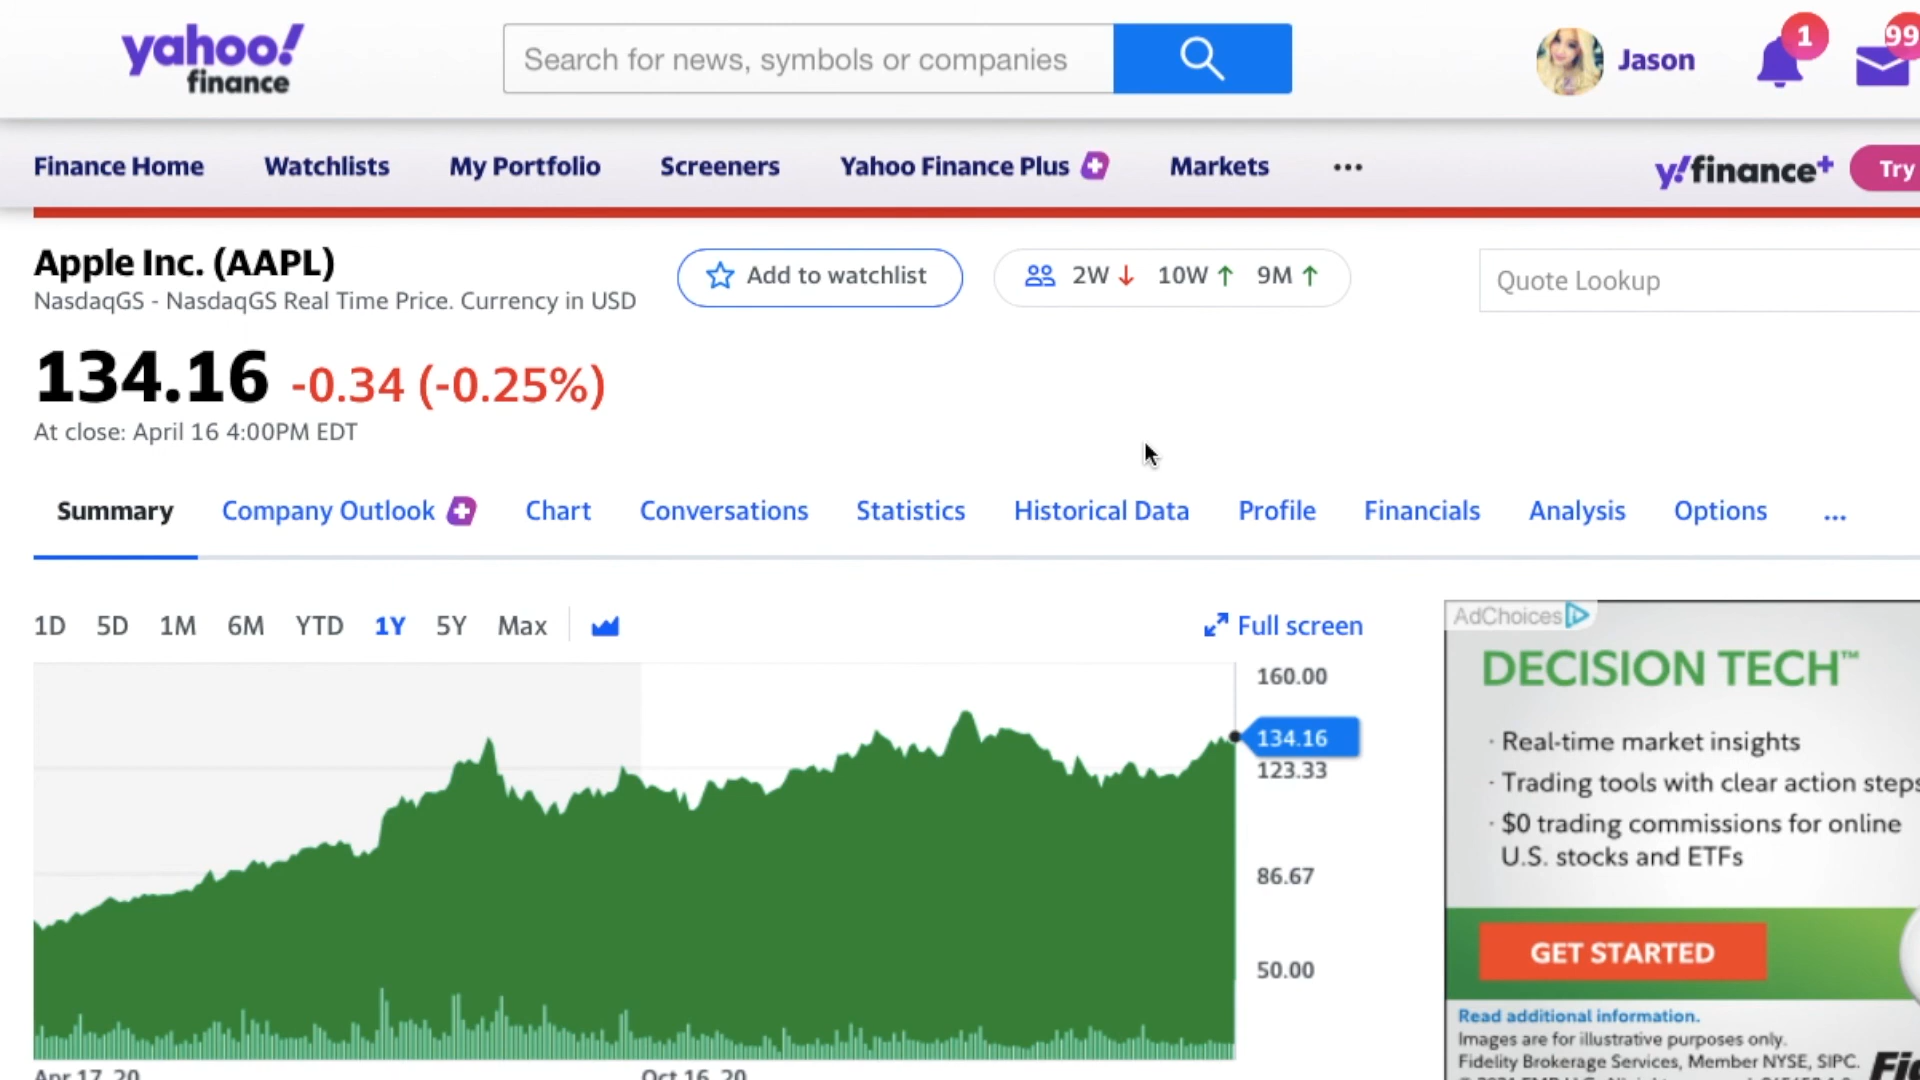 yahoo!
finance
Search for news, symbols or companies
Jason
1
99
Finance Home
Watchlists
My Portfolio
Screeners
Yahoo Finance Plus
Markets
...
y!finance+
Try
Apple Inc. (AAPL)
NasdaqGS - NasdaqGS Real Time Price. Currency in USD
Add to watchlist
2W 10W 9M
Quote Lookup
134.16 -0.34 (-0.25%)
At close: April 16 4:00PM EDT
Summary
Company Outlook
Chart
Conversations
Statistics
Historical Data
Profile
Financials
Analysis
Options
...
1D 5D 1M 6M YTD 1Y 5Y Max
Full screen
160.00
134.16
123.33
86.67
50.00
Apr 17, 20
Oct 16, 20
AdChoices
DECISION TECH™
· Real-time market insights
· Trading tools with clear action steps
· $0 trading commissions for online
U.S. stocks and ETFs
GET STARTED
Read additional information.
Images are for illustrative purposes only.
Fidelity Brokerage Services, Member NYSE, SIPC.